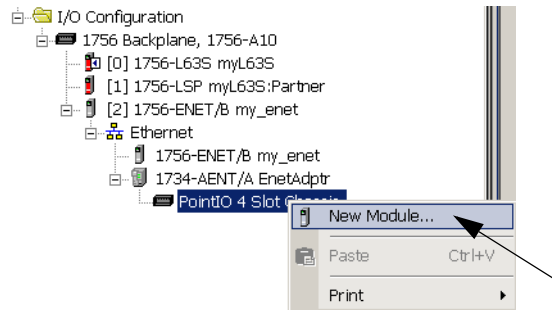 I/O Configuration
1756 Backplane, 1756-A10
[0] 1756-L63S myL63S
[1] 1756-LSP myL63S:Partner
[2] 1756-ENET/B my_enet
Ethernet
1756-ENET/B my_enet
1734-AENT/A EnetAdptr
PointIO 4 Slot
New Module...
Paste Ctrl+V
Print